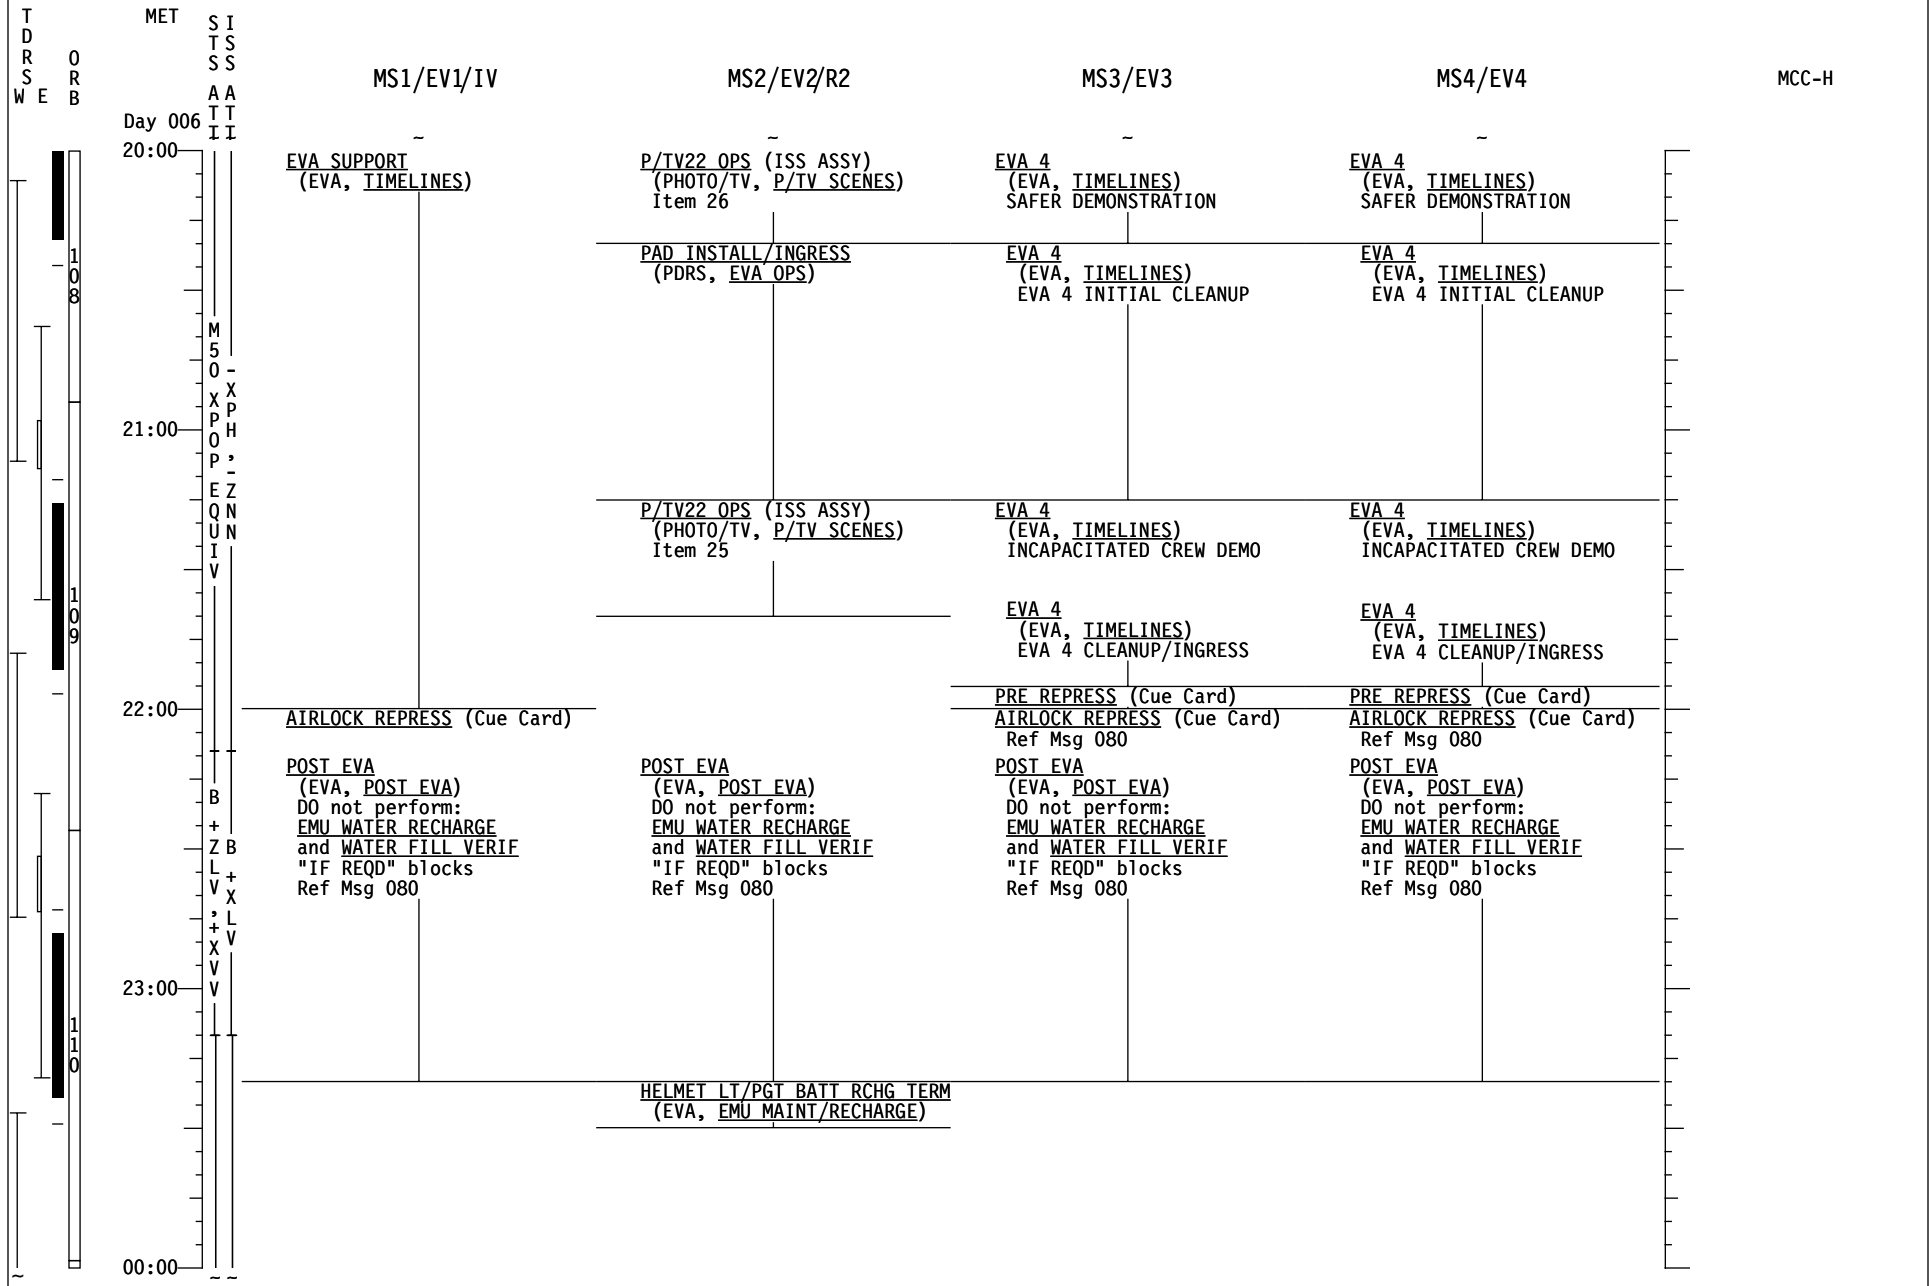 TDRS
W E
ORB
MET
STS ATT
ISS ATT
MS1/EV1/IV
MS2/EV2/R2
MS3/EV3
MS4/EV4
MCC-H
Day 006
~ ~ ~ ~
20:00
21:00
22:00
23:00
00:00
108
109
110
M50 XPOP EQUIV
-XPH,-ZNN
B +ZLV,+XVV
B +XLV
EVA SUPPORT
(EVA, TIMELINES)
AIRLOCK REPRESS (Cue Card)
POST EVA
(EVA, POST EVA)
DO not perform:
EMU WATER RECHARGE
and WATER FILL VERIF
"IF REQD" blocks
Ref Msg 080
P/TV22 OPS (ISS ASSY)
(PHOTO/TV, P/TV SCENES)
Item 26
PAD INSTALL/INGRESS
(PDRS, EVA OPS)
P/TV22 OPS (ISS ASSY)
(PHOTO/TV, P/TV SCENES)
Item 25
POST EVA
(EVA, POST EVA)
DO not perform:
EMU WATER RECHARGE
and WATER FILL VERIF
"IF REQD" blocks
Ref Msg 080
HELMET LT/PGT BATT RCHG TERM
(EVA, EMU MAINT/RECHARGE)
EVA 4
(EVA, TIMELINES)
SAFER DEMONSTRATION
EVA 4
(EVA, TIMELINES)
EVA 4 INITIAL CLEANUP
EVA 4
(EVA, TIMELINES)
INCAPACITATED CREW DEMO
EVA 4
(EVA, TIMELINES)
EVA 4 CLEANUP/INGRESS
PRE REPRESS (Cue Card)
AIRLOCK REPRESS (Cue Card)
Ref Msg 080
POST EVA
(EVA, POST EVA)
DO not perform:
EMU WATER RECHARGE
and WATER FILL VERIF
"IF REQD" blocks
Ref Msg 080
EVA 4
(EVA, TIMELINES)
SAFER DEMONSTRATION
EVA 4
(EVA, TIMELINES)
EVA 4 INITIAL CLEANUP
EVA 4
(EVA, TIMELINES)
INCAPACITATED CREW DEMO
EVA 4
(EVA, TIMELINES)
EVA 4 CLEANUP/INGRESS
PRE REPRESS (Cue Card)
AIRLOCK REPRESS (Cue Card)
Ref Msg 080
POST EVA
(EVA, POST EVA)
DO not perform:
EMU WATER RECHARGE
and WATER FILL VERIF
"IF REQD" blocks
Ref Msg 080
~ ~ ~